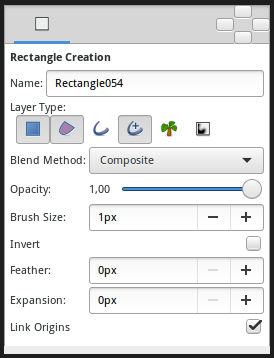 Rectangle Creation
Name: Rectangle054
Layer Type:
Blend Method: Composite
Opacity: 1,00
Brush Size: 1px
Invert
Feather: 0px
Expansion: 0px
Link Origins